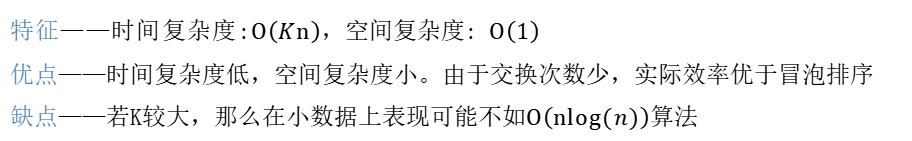 特征——时间复杂度:O(Kn)，空间复杂度: O(1)
优点——时间复杂度低，空间复杂度小。由于交换次数少，实际效率优于冒泡排序
缺点——若K较大，那么在小数据上表现可能不如O(nlog(n))算法